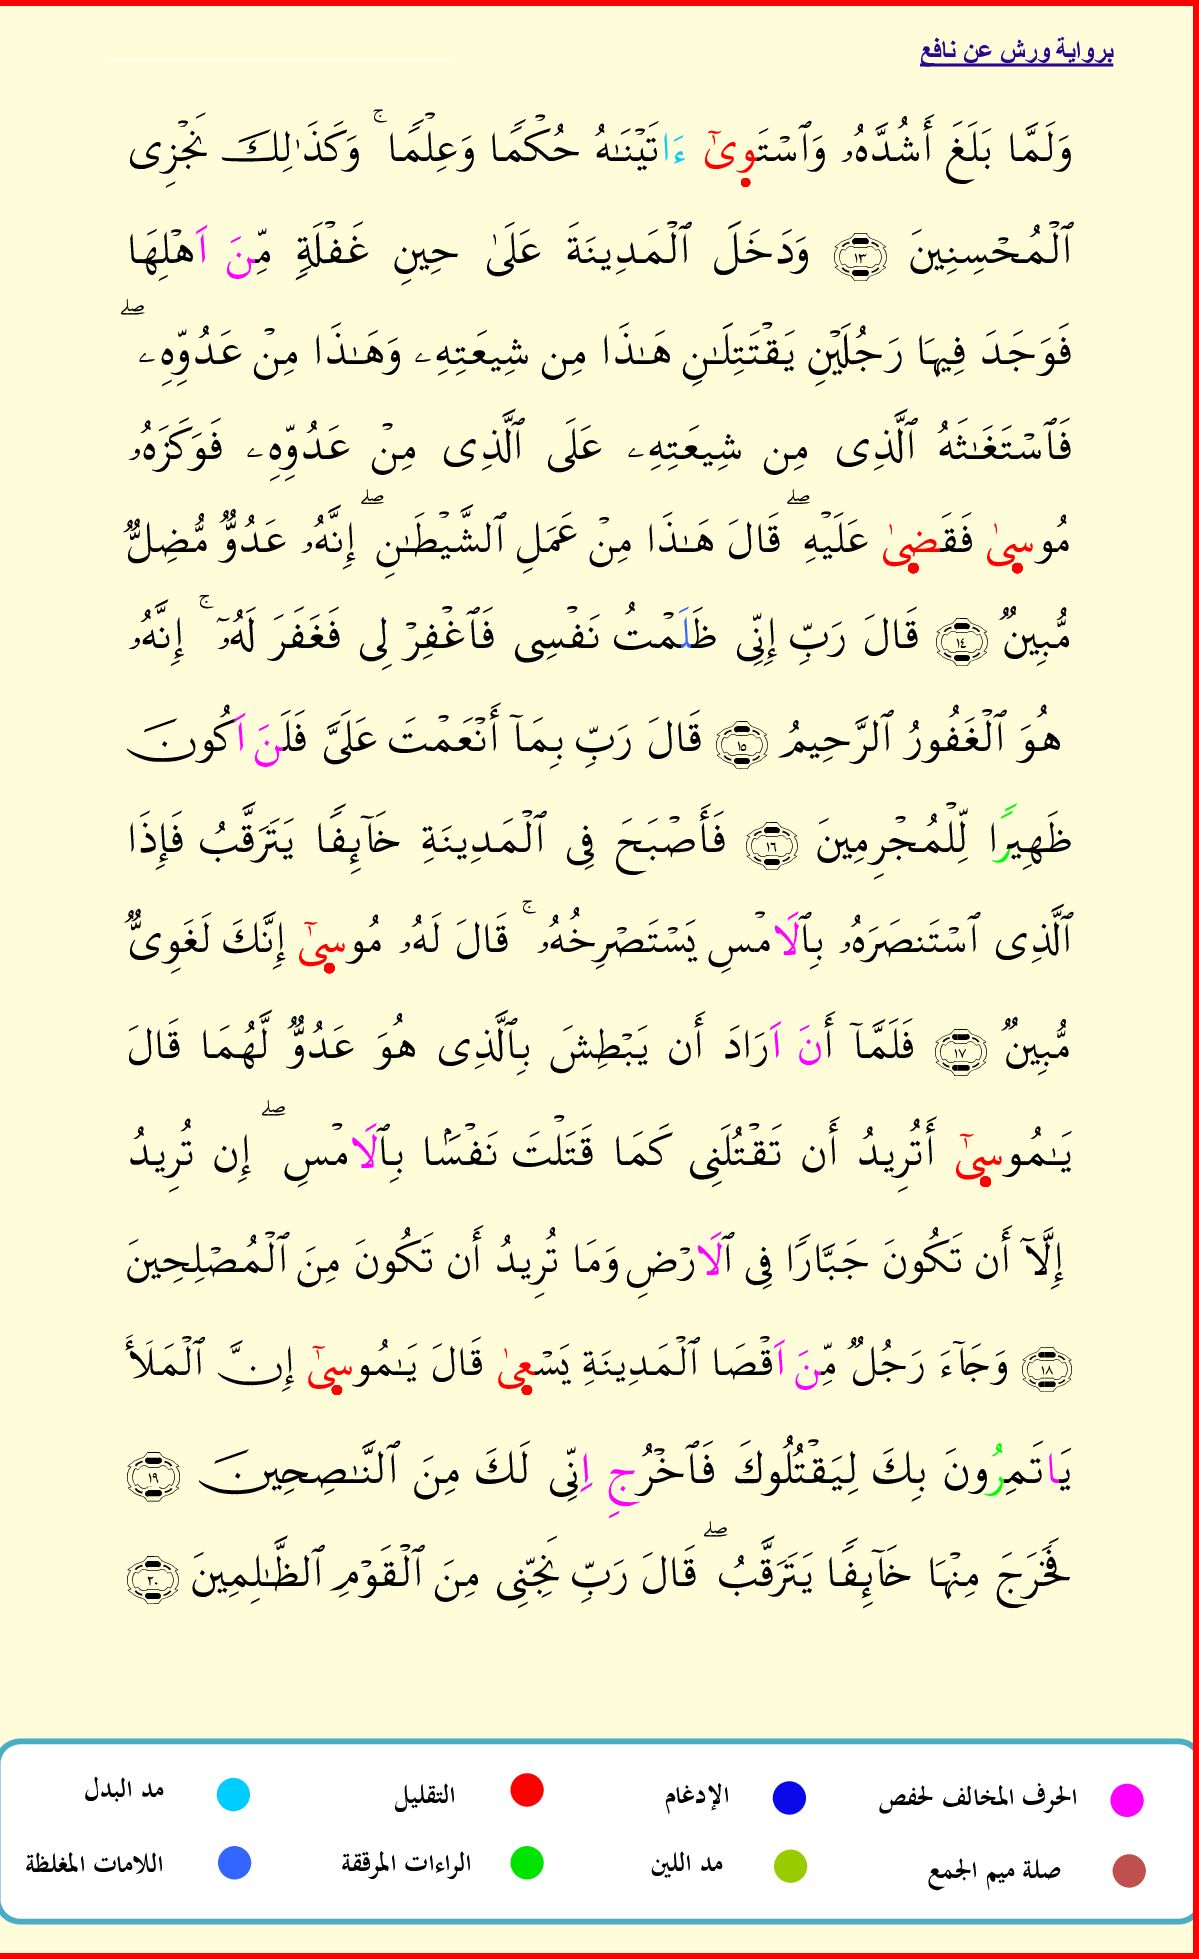 برواية ورش عن نافع
وَلَمَّا بَلَغَ أَشُدَّهُۥ وَٱسْتَوۭىٰٓ ءَاتَيْنَٰهُ حُكْمًا وَعِلْمًا ۚ وَكَذَٰلِكَ نَجْزِى
ٱلْمُحْسِنِينَ ١٣ وَدَخَلَ ٱلْمَدِينَةَ عَلَىٰ حِينِ غَفْلَةٍ مِّنَ اَهْلِهَا
فَوَجَدَ فِيهَا رَجُلَيْنِ يَقْتَتِلَٰنِ هَٰذَا مِن شِيعَتِهِۦ وَهَٰذَا مِنْ عَدُوِّهِۦ ۖ
فَٱسْتَغَٰثَهُ ٱلَّذِى مِن شِيعَتِهِۦ عَلَى ٱلَّذِى مِنْ عَدُوِّهِۦ فَوَكَزَهُۥ
مُوسۭىٰ فَقَضۭىٰ عَلَيْهِ ۖ قَالَ هَٰذَا مِنْ عَمَلِ ٱلشَّيْطَٰنِ ۖ إِنَّهُۥ عَدُوٌّ مُّضِلٌّ
مُّبِينٌ ١٤ قَالَ رَبِّ إِنِّى ظَلَمْتُ نَفْسِى فَٱغْفِرْ لِى فَغَفَرَ لَهُۥٓ ۚ إِنَّهُۥ
هُوَ ٱلْغَفُورُ ٱلرَّحِيمُ ١٥ قَالَ رَبِّ بِمَآ أَنْعَمْتَ عَلَىَّ فَلَنَ اَكُونَ
ظَهِيرًا لِّلْمُجْرِمِينَ ١٦ فَأَصْبَحَ فِى ٱلْمَدِينَةِ خَآئِفًا يَتَرَقَّبُ فَإِذَا
ٱلَّذِى ٱسْتَنصَرَهُۥ بِٱلَامْسِ يَسْتَصْرِخُهُۥ ۚ قَالَ لَهُۥ مُوسۭىٰٓ إِنَّكَ لَغَوِىٌّ
مُّبِينٌ ١٧ فَلَمَّآ أَنَ اَرَادَ أَن يَبْطِشَ بِٱلَّذِى هُوَ عَدُوٌّ لَّهُمَا قَالَ
يَٰمُوسۭىٰٓ أَتُرِيدُ أَن تَقْتُلَنِى كَمَا قَتَلْتَ نَفْسًۢا بِٱلَامْسِ ۖ إِن تُرِيدُ
إِلَّآ أَن تَكُونَ جَبَّارًا فِى ٱلَارْضِ وَمَا تُرِيدُ أَن تَكُونَ مِنَ ٱلْمُصْلِحِينَ
١٨ وَجَآءَ رَجُلٌ مِّنَ اَقْصَا ٱلْمَدِينَةِ يَسْعۭىٰ قَالَ يَٰمُوسۭىٰٓ إِنَّ ٱلْمَلَأَ
يَاتَمِرُونَ بِكَ لِيَقْتُلُوكَ فَٱخْرُجِ اِنِّى لَكَ مِنَ ٱلنَّٰصِحِينَ ١٩
فَخَرَجَ مِنْهَا خَآئِفًا يَتَرَقَّبُ ۖ قَالَ رَبِّ نَجِّنِى مِنَ ٱلْقَوْمِ ٱلظَّٰلِمِينَ ٢٠
الحرف المخالف لحفص الإدغام التقليل مد البدل
صلة ميم الجمع مد اللين الراءات المرققة اللامات المغلظة